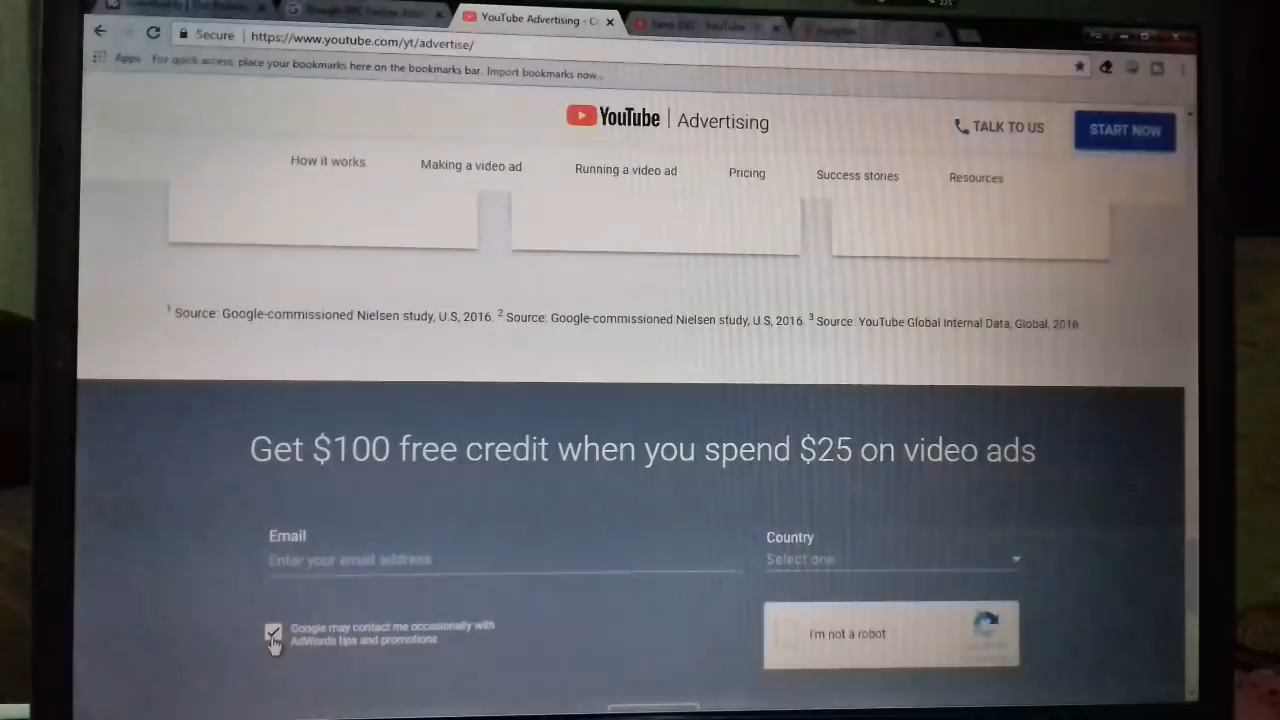 YouTube Advertising - O
Secure | https://www.youtube.com/yt/advertise/
Apps For quick access, place your bookmarks here on the bookmarks bar. Import bookmarks now...
YouTube | Advertising
TALK TO US
START NOW
How it works
Making a video ad
Running a video ad
Pricing
Success stories
Resources
1 Source: Google-commissioned Nielsen study, U.S, 2016. 2 Source: Google-commissioned Nielsen study, U.S, 2016. 3 Source: YouTube Global Internal Data, Global, 2016
Get $100 free credit when you spend $25 on video ads
Email
Enter your email address
Country
Select one
Google may contact me occasionally with
AdWords tips and promotions
I'm not a robot